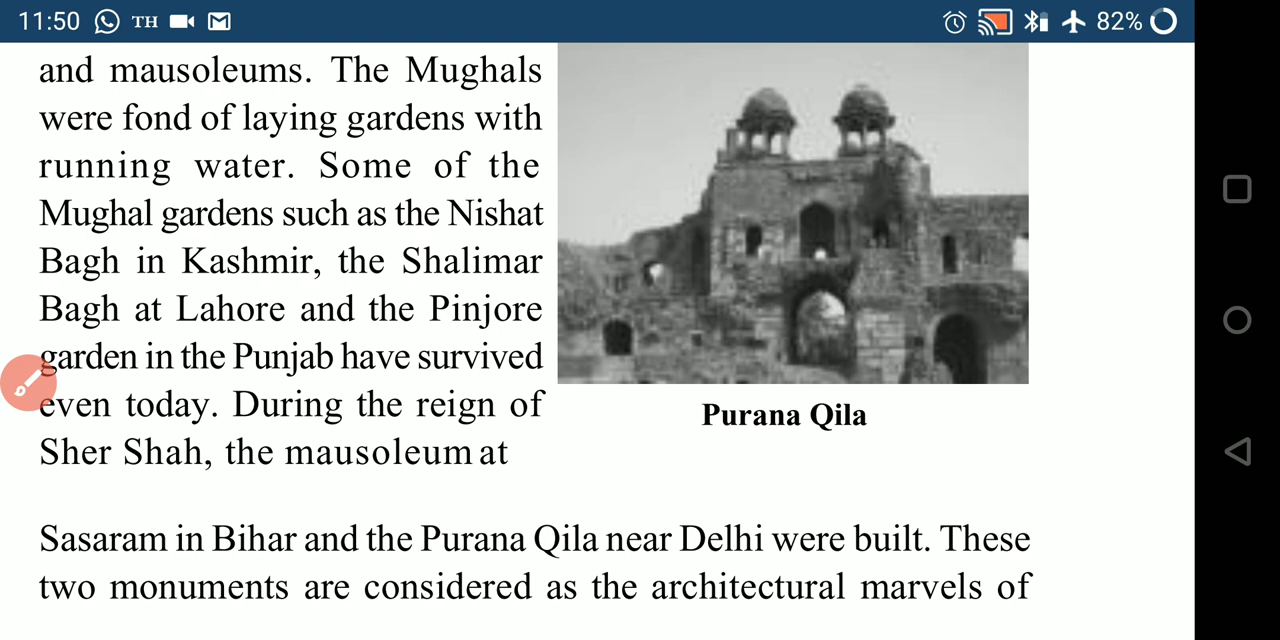 11:50 TH 82%
and mausoleums. The Mughals
were fond of laying gardens with
running water. Some of the
Mughal gardens such as the Nishat
Bagh in Kashmir, the Shalimar
Bagh at Lahore and the Pinjore
garden in the Punjab have survived
even today. During the reign of
Sher Shah, the mausoleum at
Purana Qila
Sasaram in Bihar and the Purana Qila near Delhi were built. These
two monuments are considered as the architectural marvels of